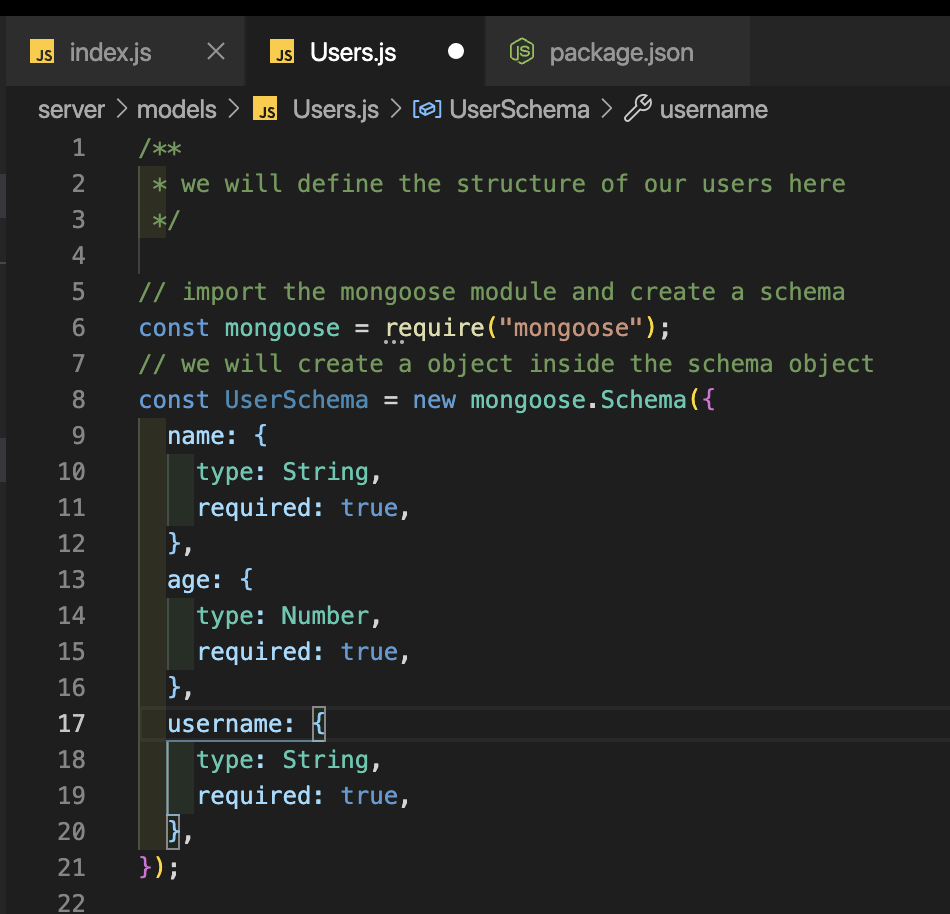 JS index.js JS Users.js JS package.json
server models JS Users.js UserSchema username
1 /**
2  * we will define the structure of our users here
3  */
4
5 // import the mongoose module and create a schema
6 const mongoose = require("mongoose");
7 // we will create a object inside the schema object
8 const UserSchema = new mongoose.Schema({
9   name: {
10     type: String,
11     required: true,
12   },
13   age: {
14     type: Number,
15     required: true,
16   },
17   username: {
18     type: String,
19     required: true,
20   },
21 });
22